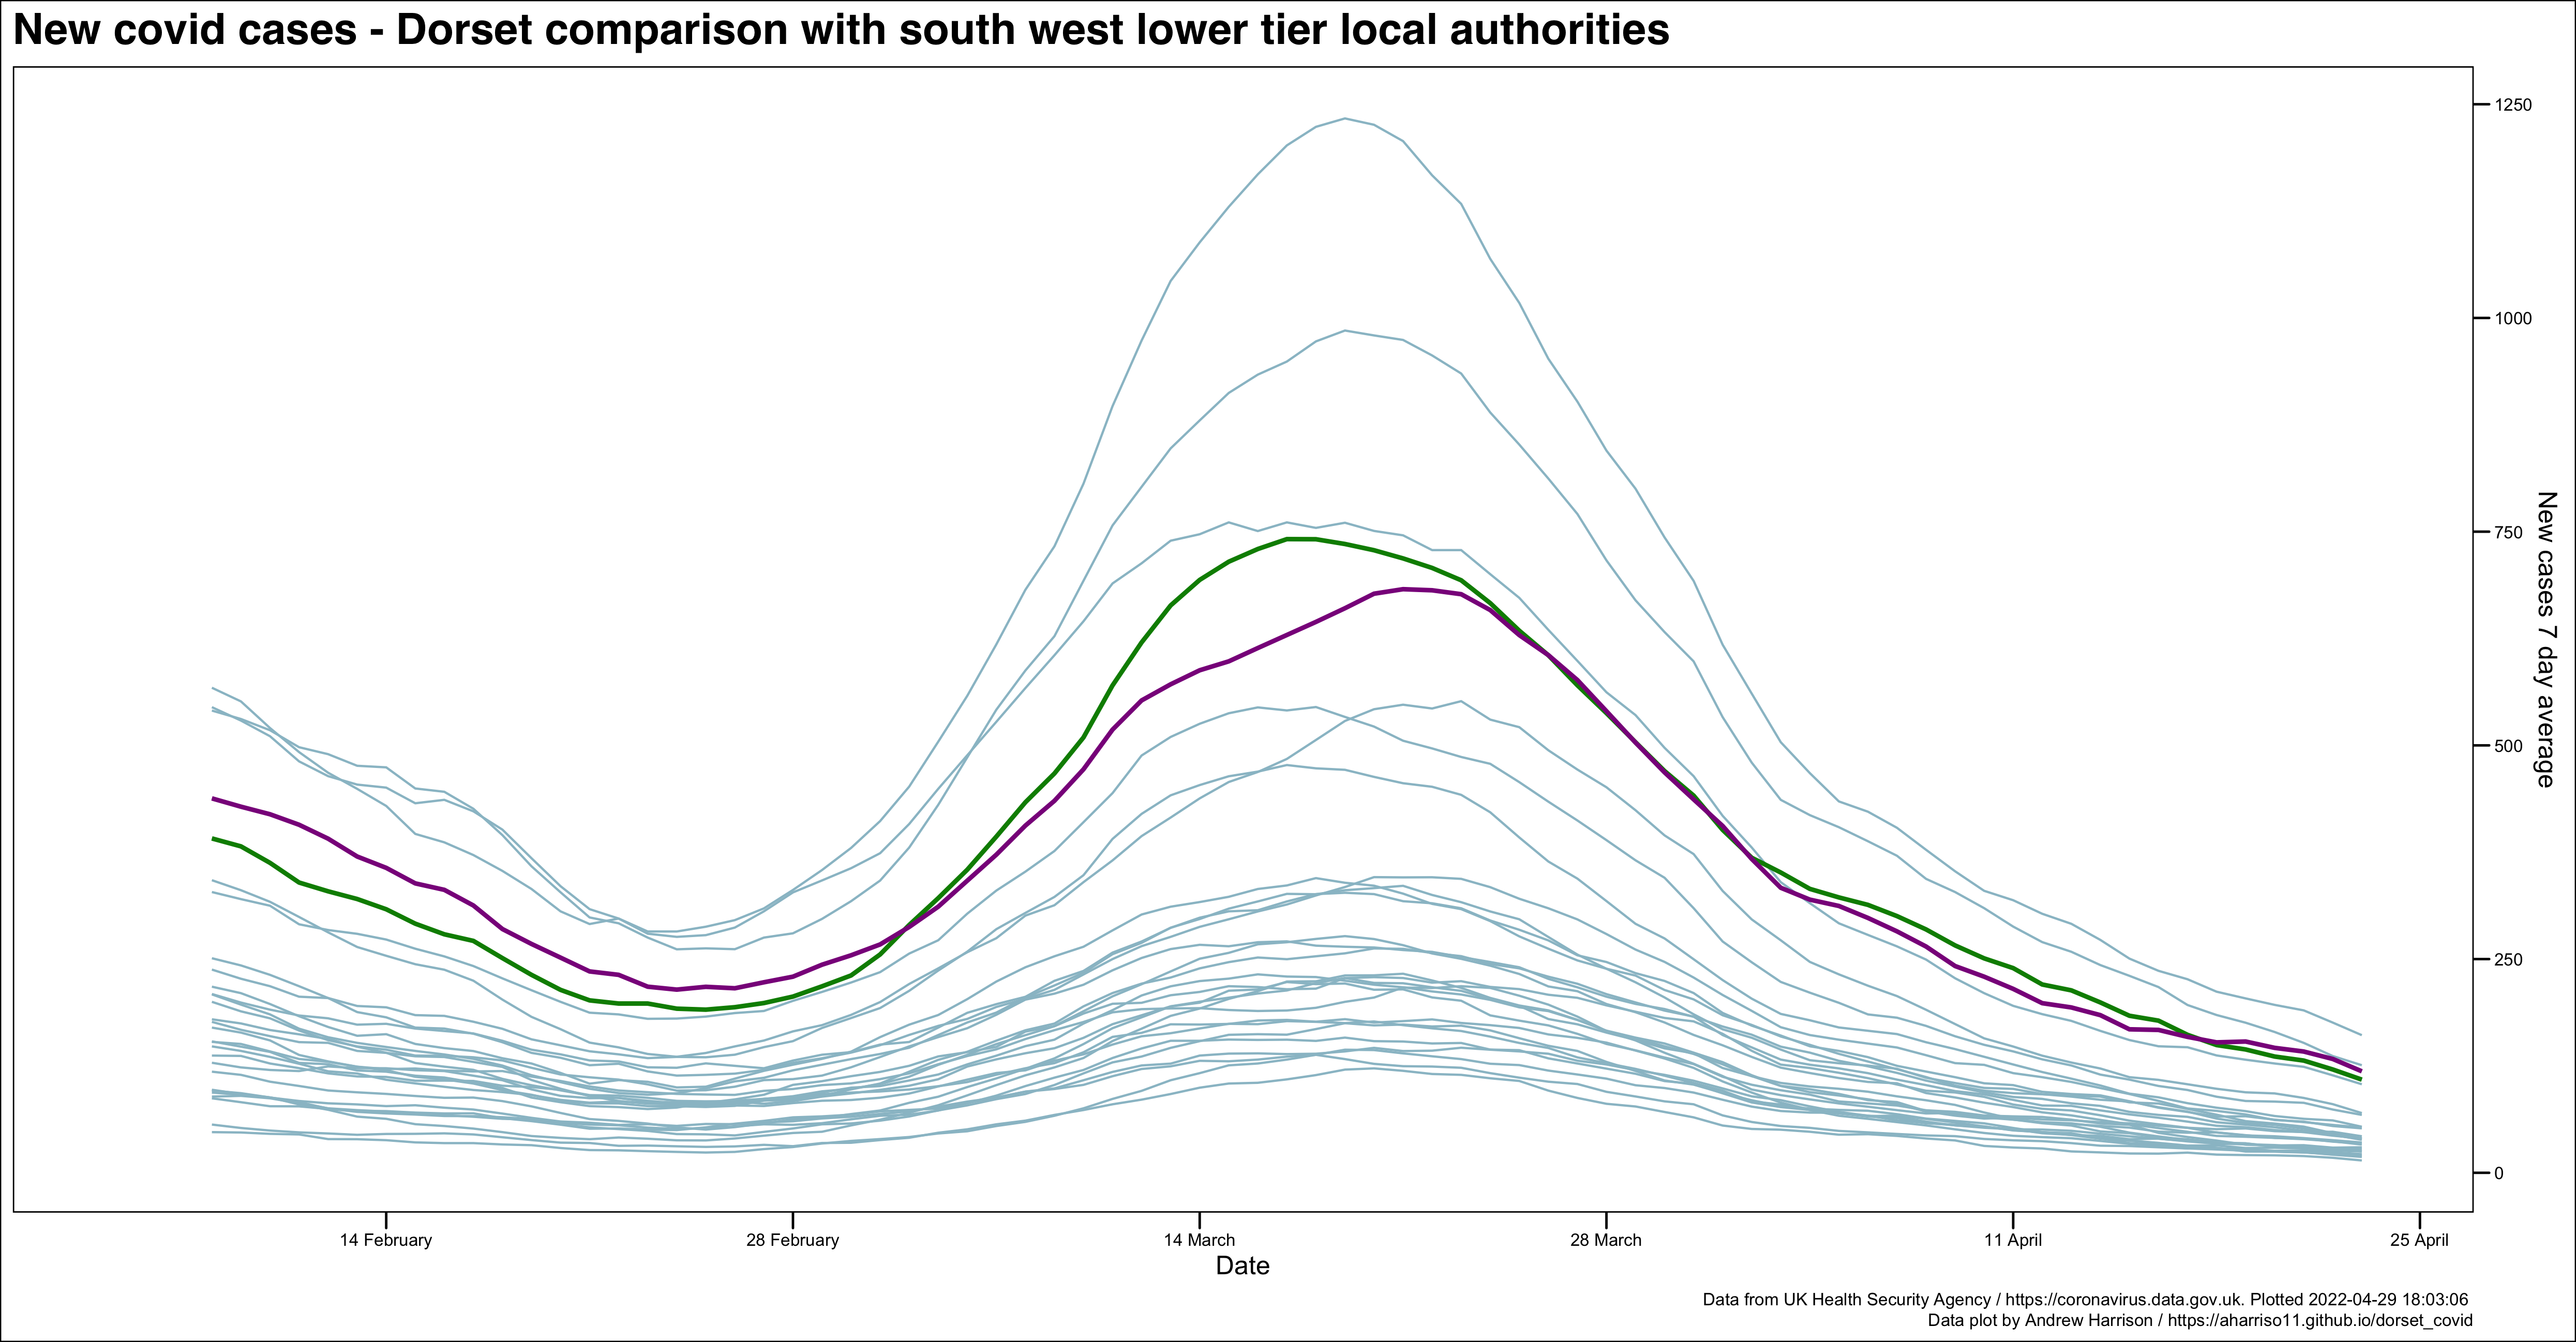 New covid cases - Dorset comparison with south west lower tier local authorities
1250
1000
750
500
250
0
New cases 7 day average
14 February
28 February
14 March
28 March
11 April
25 April
Date
Data from UK Health Security Agency / https://coronavirus.data.gov.uk. Plotted 2022-04-29 18:03:06
Data plot by Andrew Harrison / https://aharriso11.github.io/dorset_covid